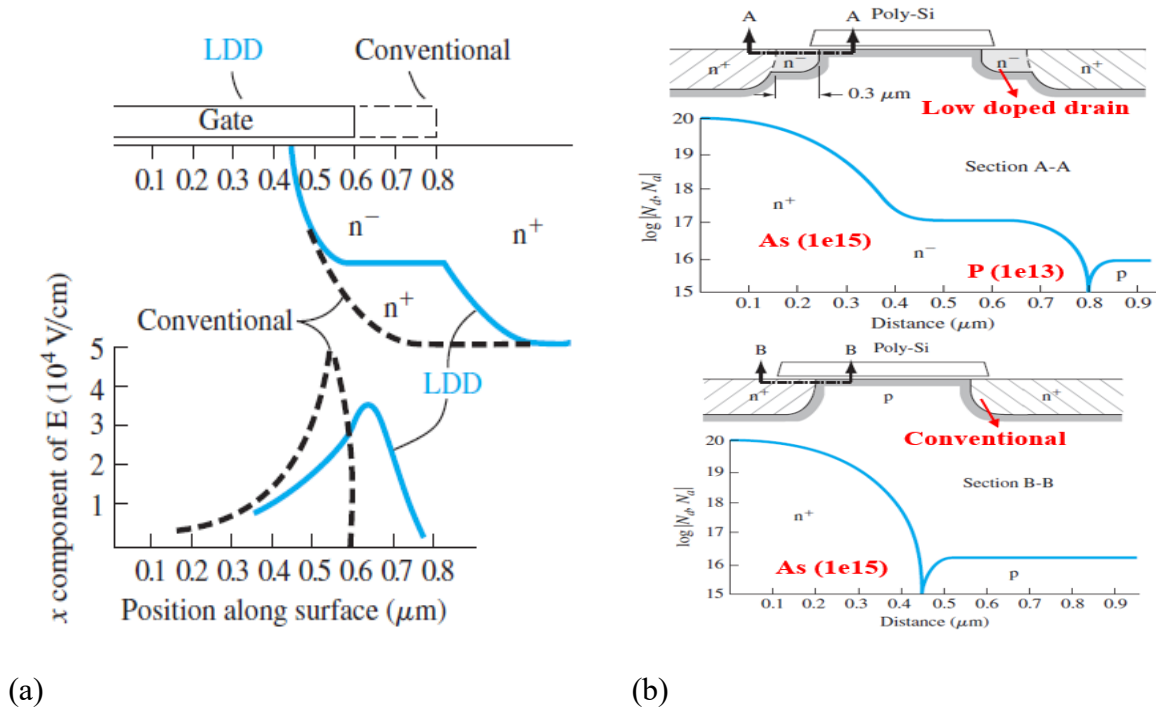 LDD
Conventional
Gate
0.1 0.2 0.3 0.4 0.5 0.6 0.7 0.8
n⁻
n⁺
n⁺
Conventional
LDD
x component of E (10⁴ V/cm)
5
4
3
2
1
0.1 0.2 0.3 0.4 0.5 0.6 0.7 0.8
Position along surface (μm)
(a)
A
A
Poly-Si
n⁺
n⁻
n⁻
n⁺
0.3 μm
Low doped drain
log |Nd, Na|
20
19
18
17
16
15
Section A-A
n⁺
As (1e15)
n⁻
P (1e13)
p
0.1 0.2 0.3 0.4 0.5 0.6 0.7 0.8 0.9
Distance (μm)
B
B
Poly-Si
n⁺
p
n⁺
Conventional
log |Nd, Na|
20
19
18
17
16
15
Section B-B
n⁺
As (1e15)
p
0.1 0.2 0.3 0.4 0.5 0.6 0.7 0.8 0.9
Distance (μm)
(b)